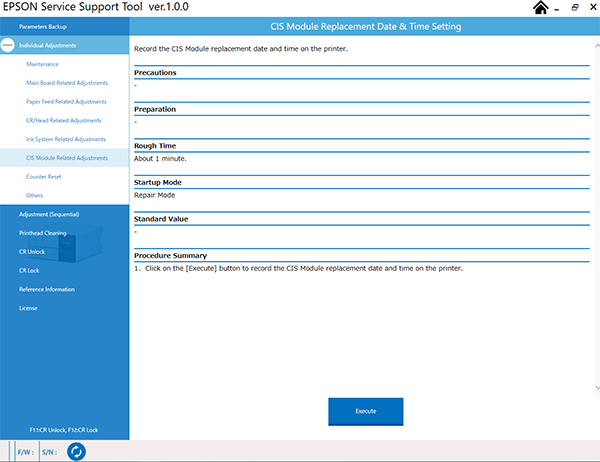 EPSON Service Support Tool ver.1.0.0
Parameters Backup
Individual Adjustments
Maintenance
Main Board Related Adjustments
Paper Feed Related Adjustments
CR/Head Related Adjustments
Ink System Related Adjustments
CIS Module Related Adjustments
Counter Reset
Others
Adjustment (Sequential)
Printhead Cleaning
CR Unlock
CR Lock
Reference Information
License
F11:CR Unlock, F12:CR Lock
CIS Module Replacement Date & Time Setting
Record the CIS Module replacement date and time on the printer.
Precautions
-
Preparation
-
Rough Time
About 1 minute.
Startup Mode
Repair Mode
Standard Value
-
Procedure Summary
1. Click on the [Execute] button to record the CIS Module replacement date and time on the printer.
Execute
F/W : S/N :